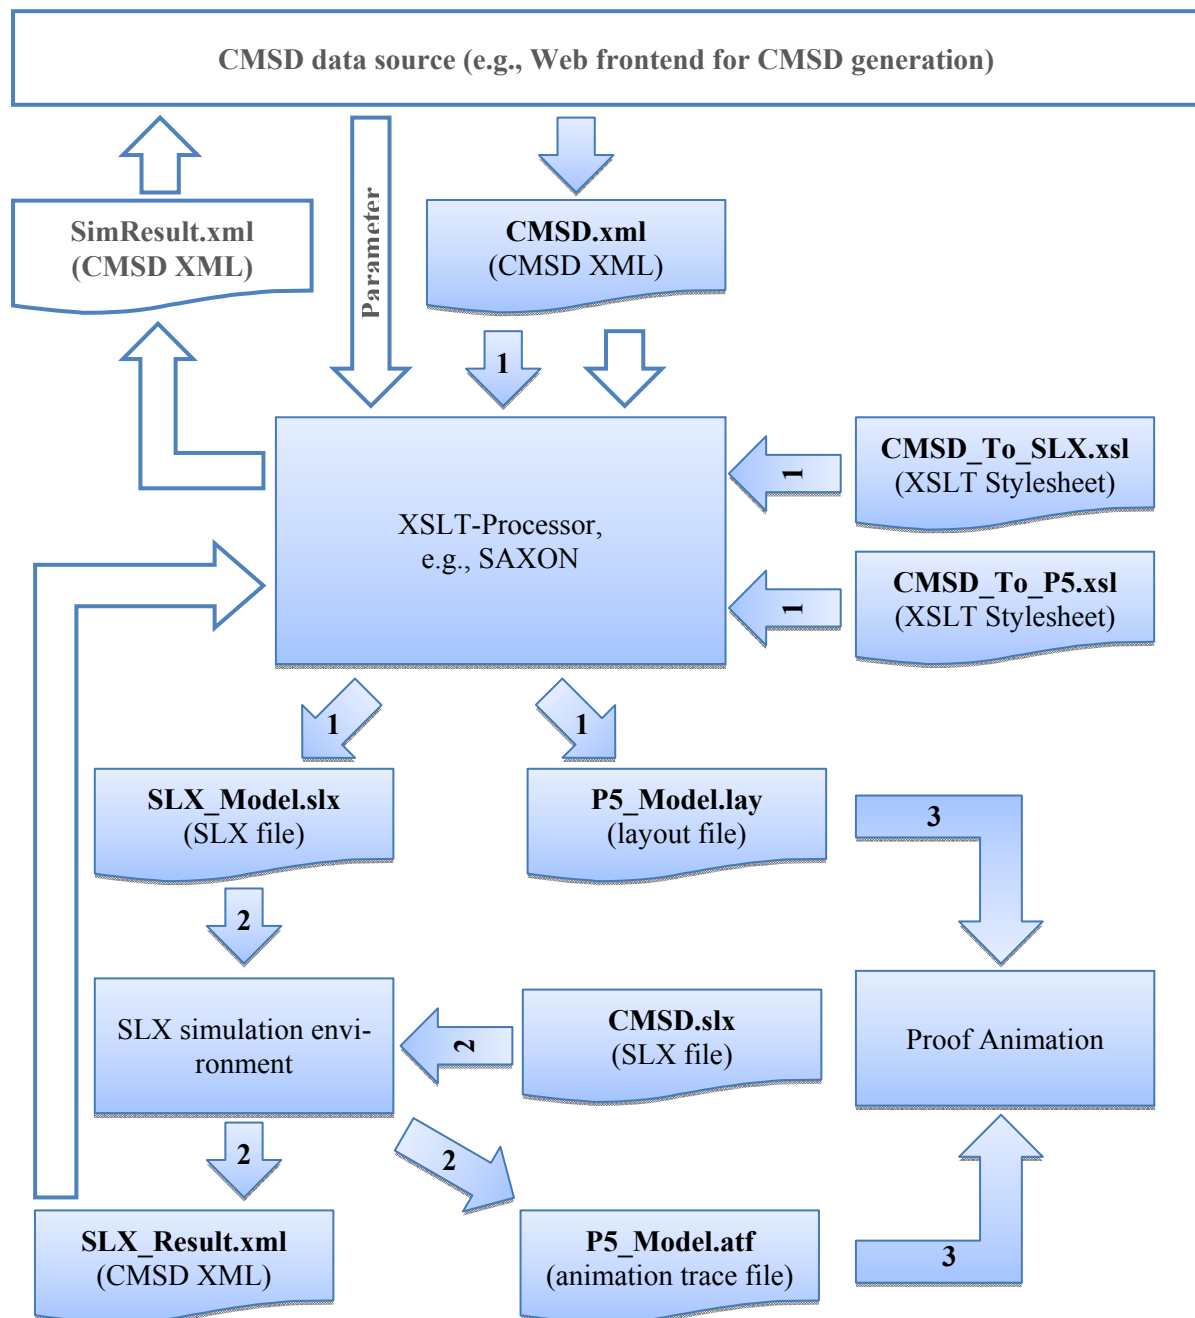 CMSD data source (e.g., Web frontend for CMSD generation)
SimResult.xml
(CMSD XML)
Parameter
CMSD.xml
(CMSD XML)
1
XSLT-Processor,
e.g., SAXON
1
CMSD_To_SLX.xsl
(XSLT Stylesheet)
1
CMSD_To_P5.xsl
(XSLT Stylesheet)
1
1
SLX_Model.slx
(SLX file)
P5_Model.lay
(layout file)
3
2
SLX simulation envi-
ronment
2
CMSD.slx
(SLX file)
Proof Animation
2
2
SLX_Result.xml
(CMSD XML)
P5_Model.atf
(animation trace file)
3